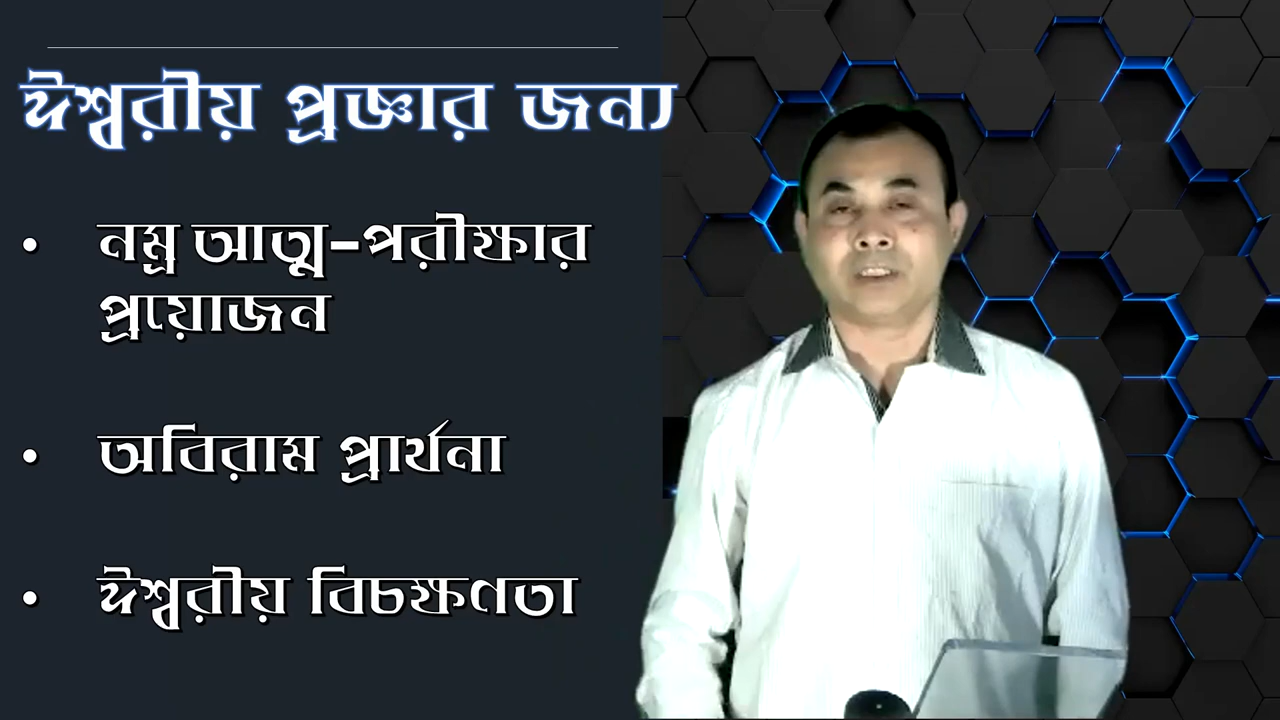 ঈশ্বরীয় প্রজ্ঞার জন্য
• নম্র আত্ম-পরীক্ষার
প্রয়োজন
• অবিরাম প্রার্থনা
• ঈশ্বরীয় বিচক্ষণতা